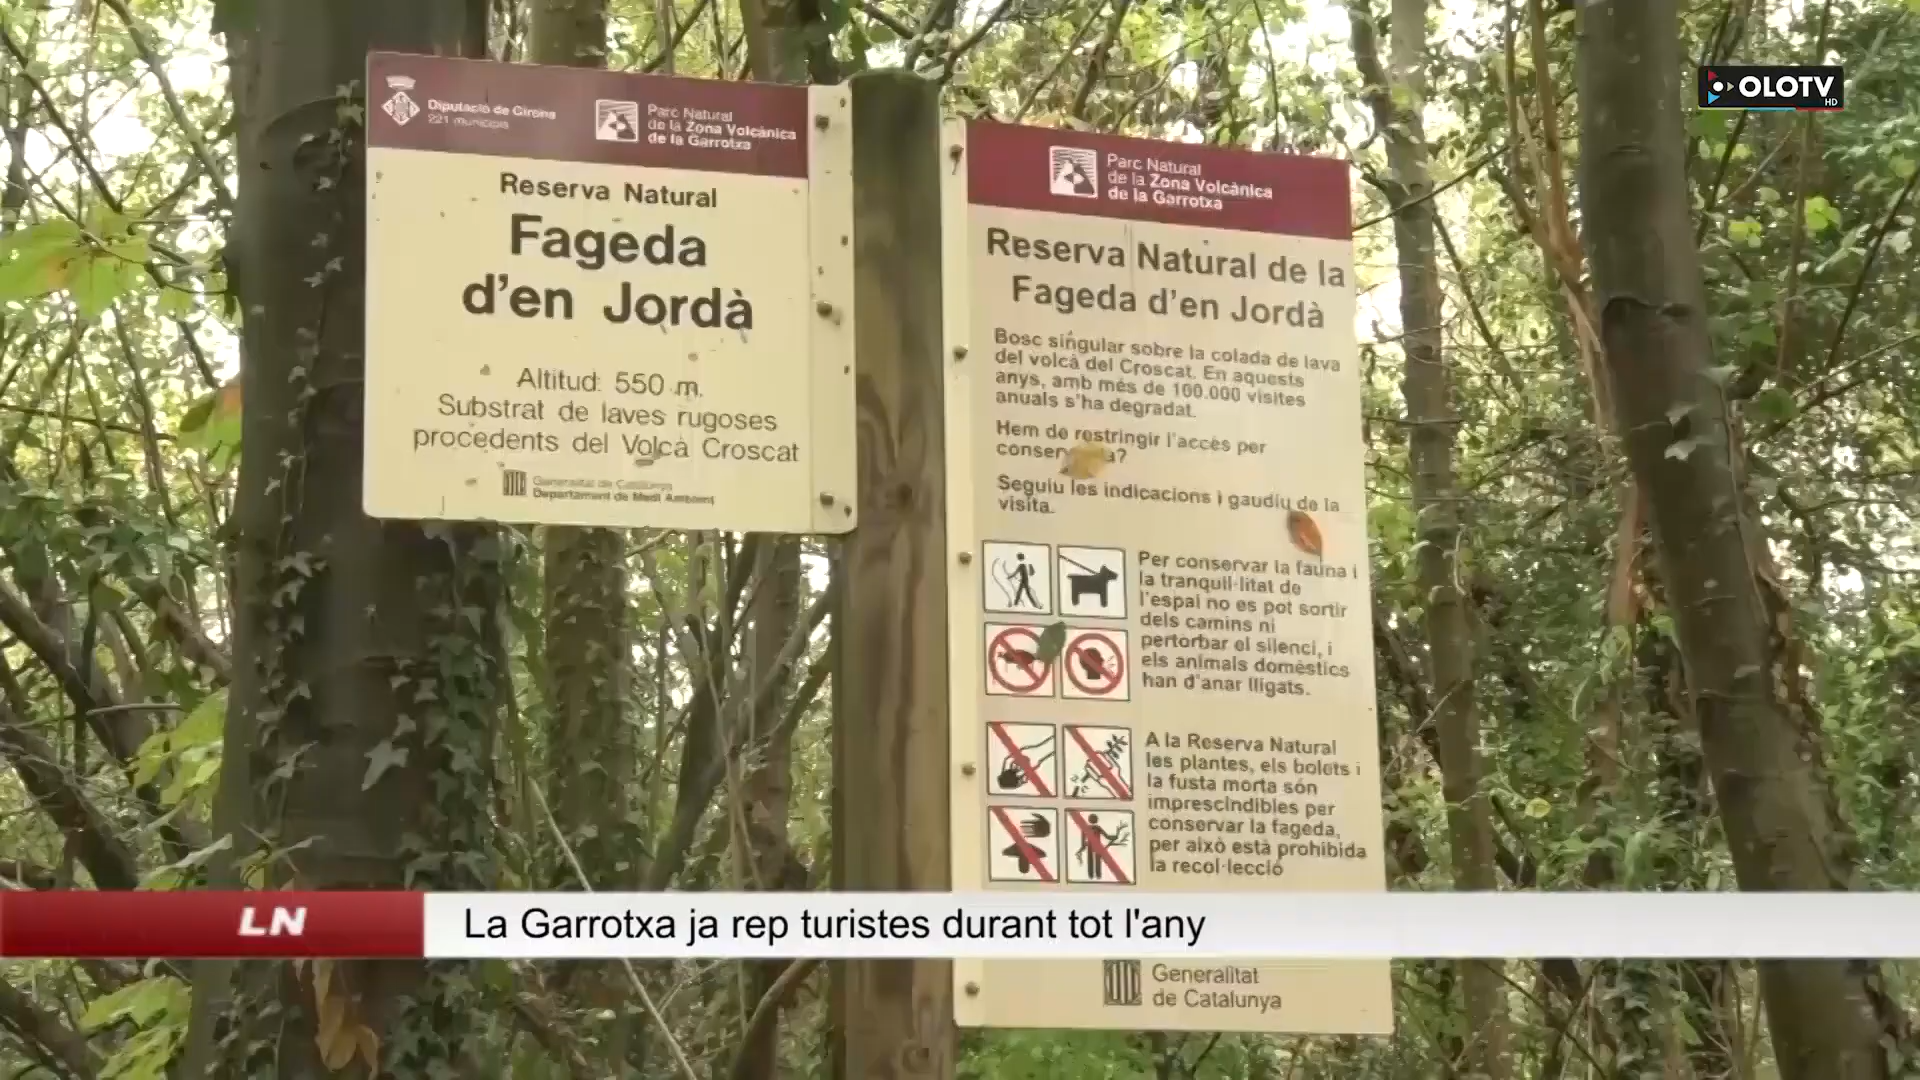 OLOTV
HD
Diputació de Girona
221 municipis
Parc Natural
de la Zona Volcànica
de la Garrotxa
Reserva Natural
Fageda
d'en Jordà
Altitud: 550 m.
Substrat de laves rugoses
procedents del Volcà Croscat
Generalitat de Catalunya
Departament de Medi Ambient
Parc Natural
de la Zona Volcànica
de la Garrotxa
Reserva Natural de la
Fageda d'en Jordà
Bosc singular sobre la colada de lava
del volcà del Croscat. En aquests
anys, amb més de 100.000 visites
anuals s'ha degradat.
Hem de restringir l'accés per
Seguiu les indicacions i gaudiu de la
visita.
Per conservar la fauna i
la tranquil·litat de
l'espai no es pot sortir
dels camins ni
pertorbar el silenci, i
els animals domèstics
han d'anar lligats.
A la Reserva Natural
les plantes, els bolets i
la fusta morta són
imprescindibles per
conservar la fageda,
per això està prohibida
la recol·lecció
LN
La Garrotxa ja rep turistes durant tot l'any
Generalitat
de Catalunya